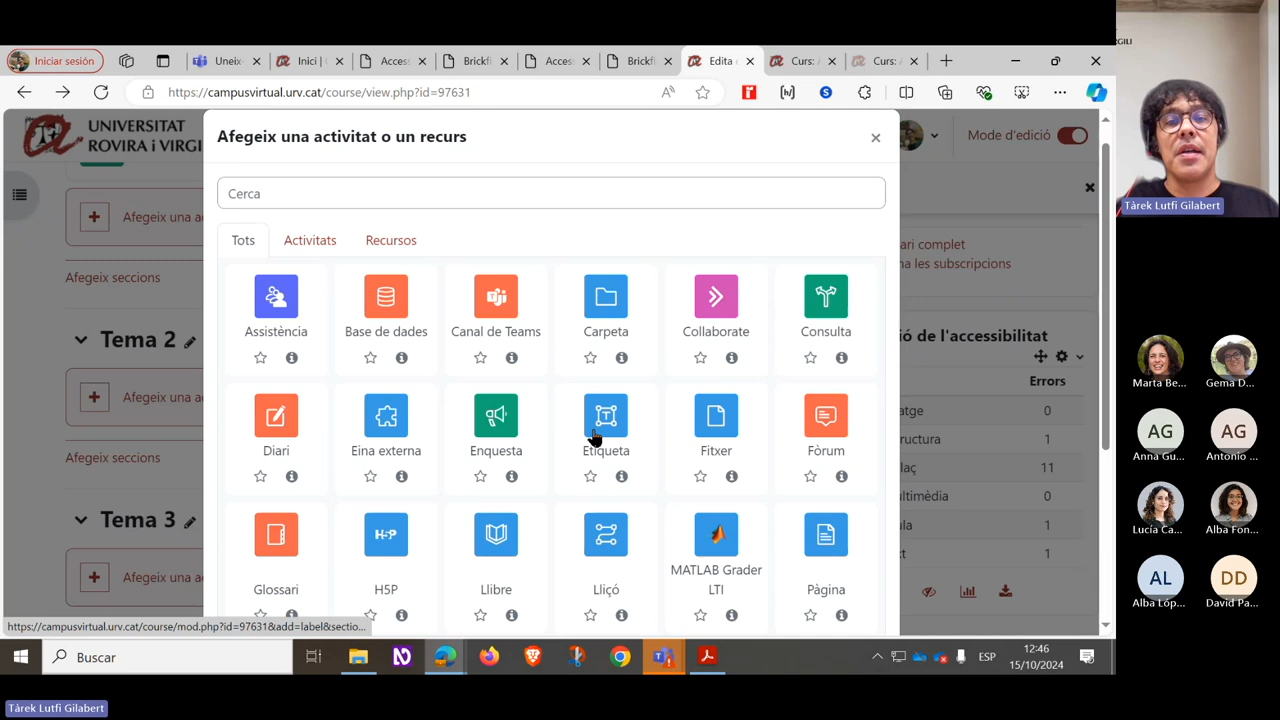 Iniciar sesión
Uneix-
Inici |
Acces
Brickfi
Acces
Brickfi
Edita
Curs: /
Curs: /
https://campusvirtual.urv.cat/course/view.php?id=97631
UNIVERSITAT
ROVIRA i VIRGI
Afegeix una activitat o un recurs
Mode d'edició
Cerca
Afegeix una a
Tots
Activitats
Recursos
ari complet
na les subscripcions
Afegeix seccions
Assistència
Base de dades
Canal de Teams
Carpeta
Collaborate
Consulta
Tema 2
ió de l'accessibilitat
Errors
Afegeix una a
atge 0
ructura 1
Diari
Eina externa
Enquesta
Etiqueta
Fitxer
Fòrum
Afegeix seccions
laç 11
ultimèdia 0
Tema 3
ula 1
xt 1
Afegeix una a
Glossari
H5P
H5P
Llibre
Lliçó
MATLAB Grader
LTI
Pàgina
https://campusvirtual.urv.cat/course/mod.php?id=97631&add=label&sectio...
Buscar
ESP
12:46
15/10/2024
Tàrek Lutfi Gilabert
VIRGILI
Tàrek Lutfi Gilabert
Marta Be...
Gema D...
AG
AG
Anna Gu...
Antonio ...
Lucía Ca...
Alba Fon...
AL
DD
Alba Lóp...
David Pa...